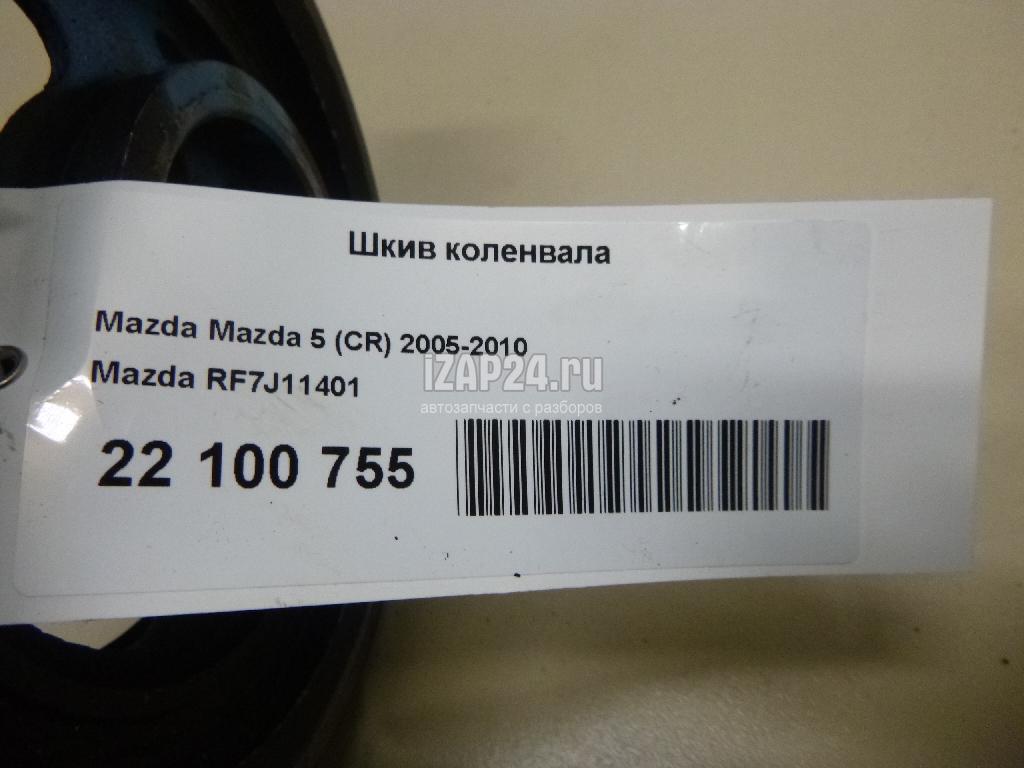 Шкив коленвала
Mazda Mazda 5 (CR) 2005-2010
Mazda RF7J11401
iZAP24.ru
автозапчасти с разборов
22 100 755